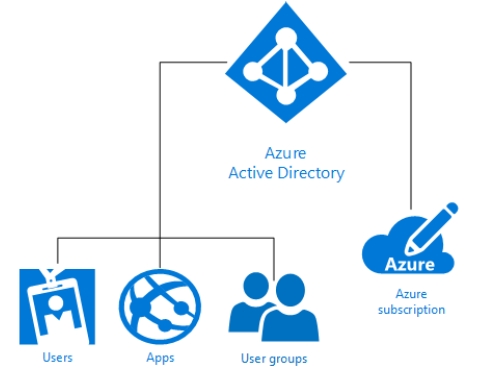 Azure
Active Directory
Azure
Azure
subscription
Users
Apps
User groups